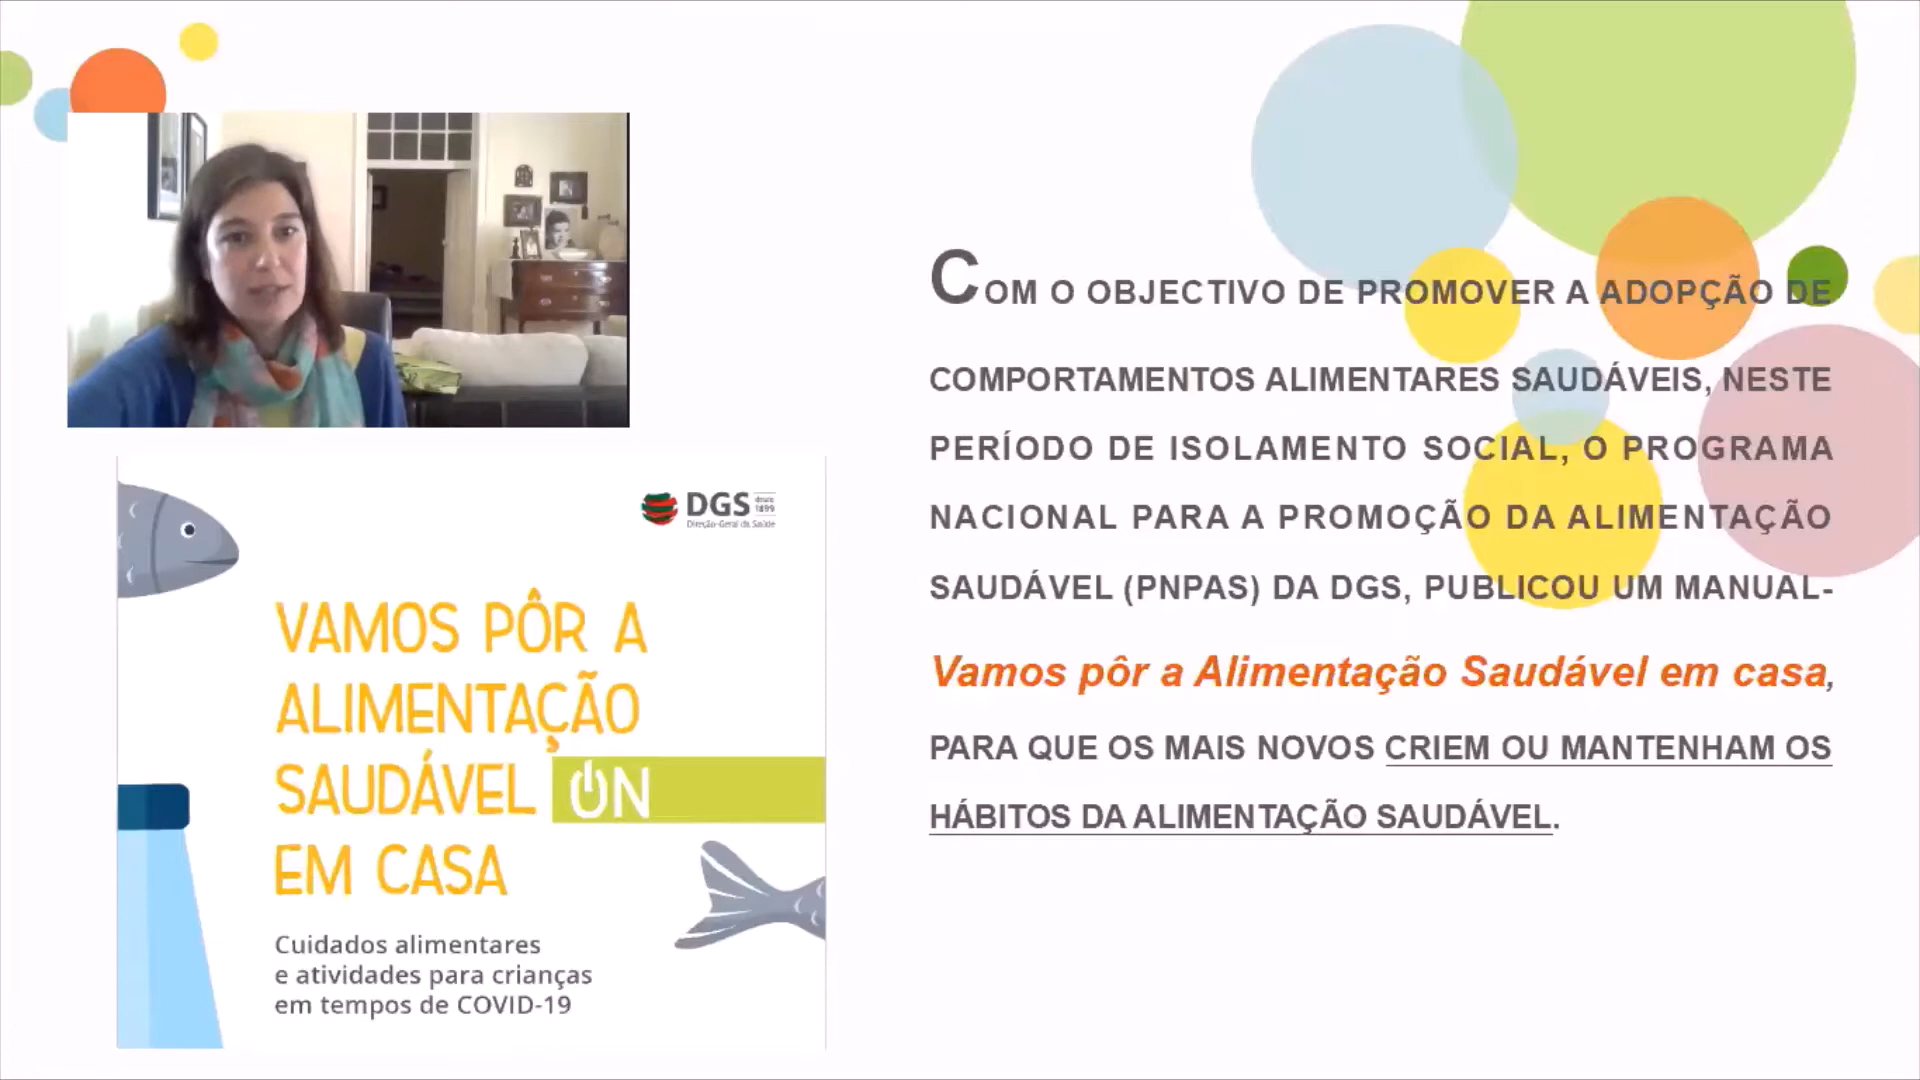 DGS desde 1899
Direção-Geral da Saúde
VAMOS PÔR A
ALIMENTAÇÃO
SAUDÁVEL ON
EM CASA
Cuidados alimentares
e atividades para crianças
em tempos de COVID-19
COM O OBJECTIVO DE PROMOVER A ADOPÇÃO DE
COMPORTAMENTOS ALIMENTARES SAUDÁVEIS, NESTE
PERÍODO DE ISOLAMENTO SOCIAL, O PROGRAMA
NACIONAL PARA A PROMOÇÃO DA ALIMENTAÇÃO
SAUDÁVEL (PNPAS) DA DGS, PUBLICOU UM MANUAL-
Vamos pôr a Alimentação Saudável em casa,
PARA QUE OS MAIS NOVOS CRIEM OU MANTENHAM OS
HÁBITOS DA ALIMENTAÇÃO SAUDÁVEL.